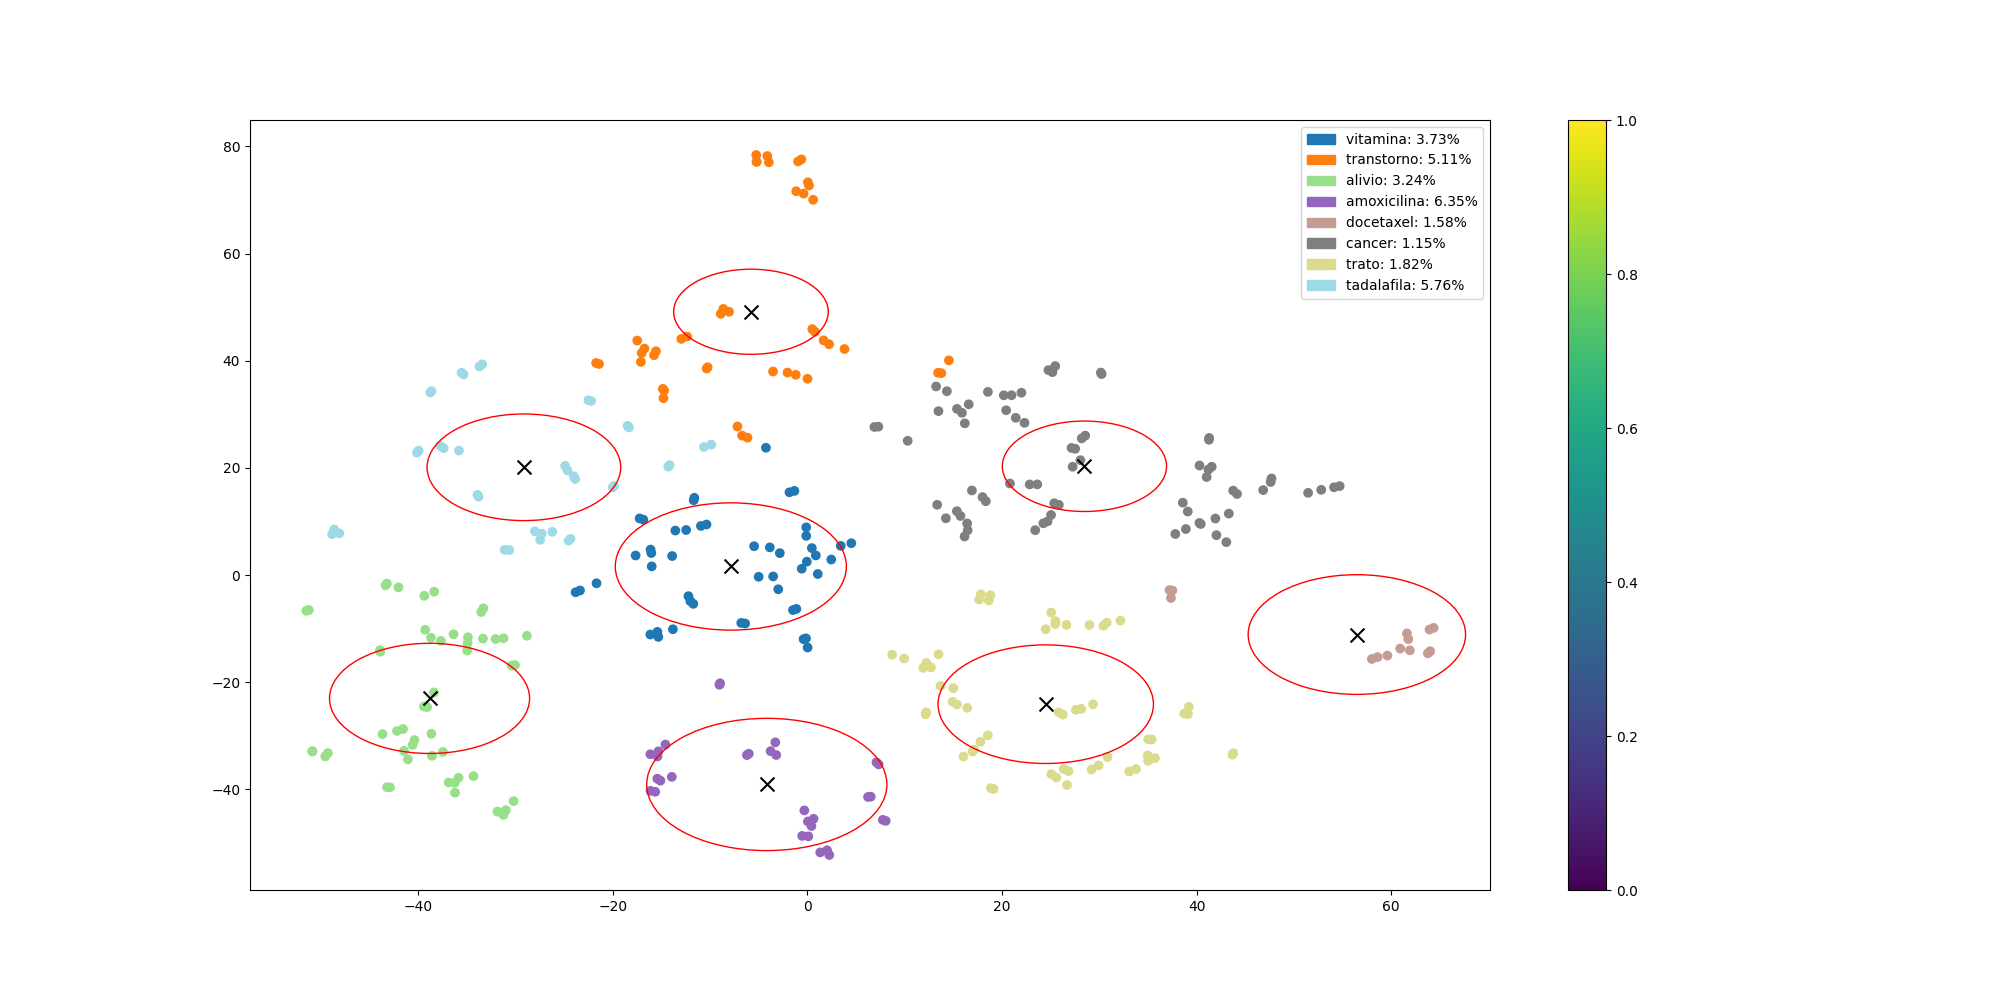 80
60
40
20
0
−20
−40
−40
−20
0
20
40
60
vitamina: 3.73%
transtorno: 5.11%
alivio: 3.24%
amoxicilina: 6.35%
docetaxel: 1.58%
cancer: 1.15%
trato: 1.82%
tadalafila: 5.76%
1.0
0.8
0.6
0.4
0.2
0.0